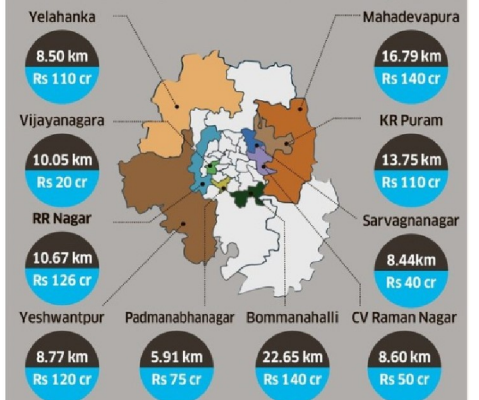 Yelahanka
8.50 km
Rs 110 cr
Mahadevapura
16.79 km
Rs 140 cr
Vijayanagara
10.05 km
Rs 20 cr
KR Puram
13.75 km
Rs 110 cr
RR Nagar
10.67 km
Rs 126 cr
Sarvagnanagar
8.44km
Rs 40 cr
Yeshwantpur
8.77 km
Rs 120 cr
Padmanabhanagar
5.91 km
Rs 75 cr
Bommanahalli
22.65 km
Rs 140 cr
CV Raman Nagar
8.60 km
Rs 50 cr